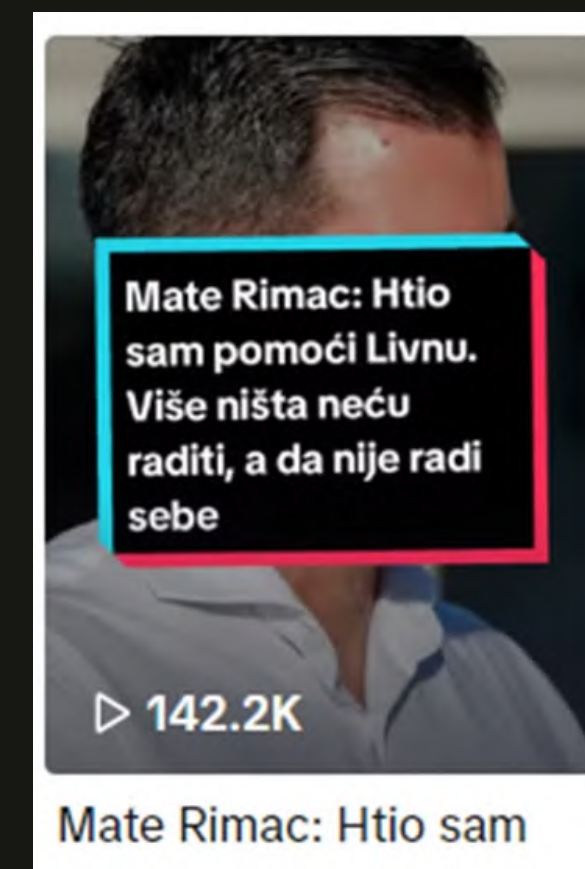 Mate Rimac: Htio
sam pomoći Livnu.
Više ništa neću
raditi, a da nije radi
sebe
142.2K
Mate Rimac: Htio sam